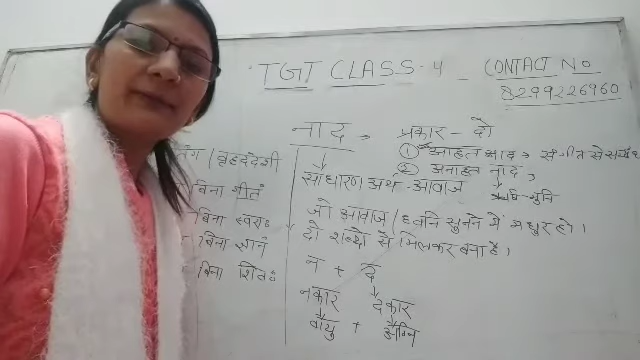 TGT CLASS-4 _ CONTACT NO
8299226960
नाद , प्रकार - दो
① आहत नाद , संगीत से
② अनाहत नाद ,
साधारण अर्थ - आवाज
मुनि
जो आवाज / ध्वनि सुनने में मधुर हो।
दो शब्दो से मिलकर बना है।
न + द
नकार दकार
वायु + अग्नि
/ बृहद्देशी
बिना गीतं
- बिना स्वराः
- बिना
बिना